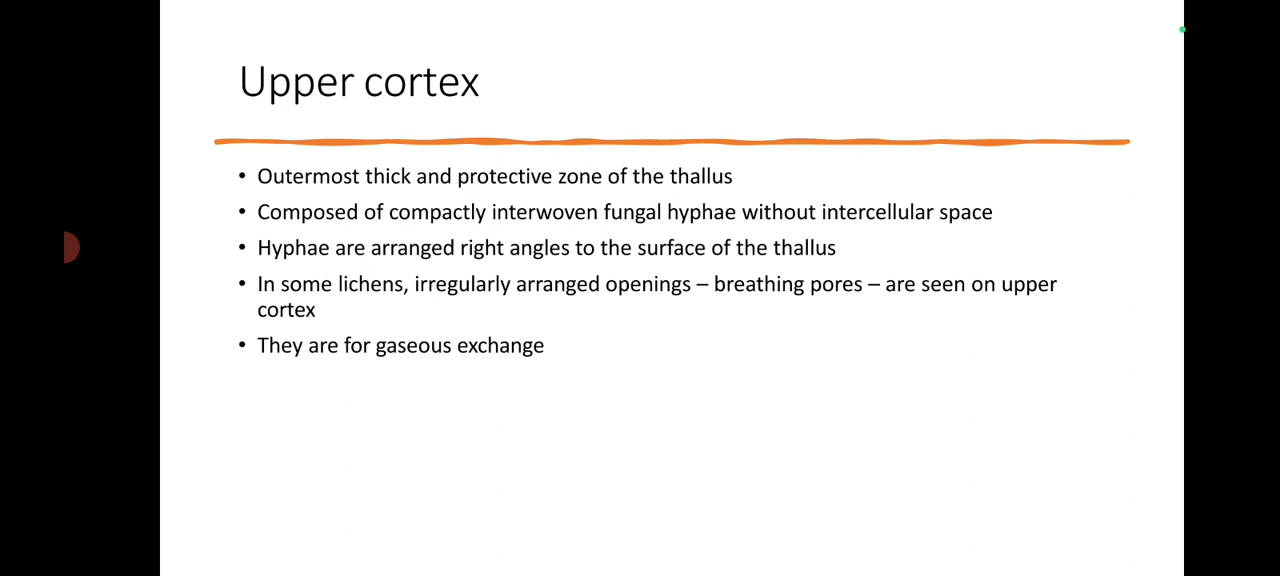 Upper cortex
• Outermost thick and protective zone of the thallus
• Composed of compactly interwoven fungal hyphae without intercellular space
• Hyphae are arranged right angles to the surface of the thallus
• In some lichens, irregularly arranged openings – breathing pores – are seen on upper
cortex
• They are for gaseous exchange